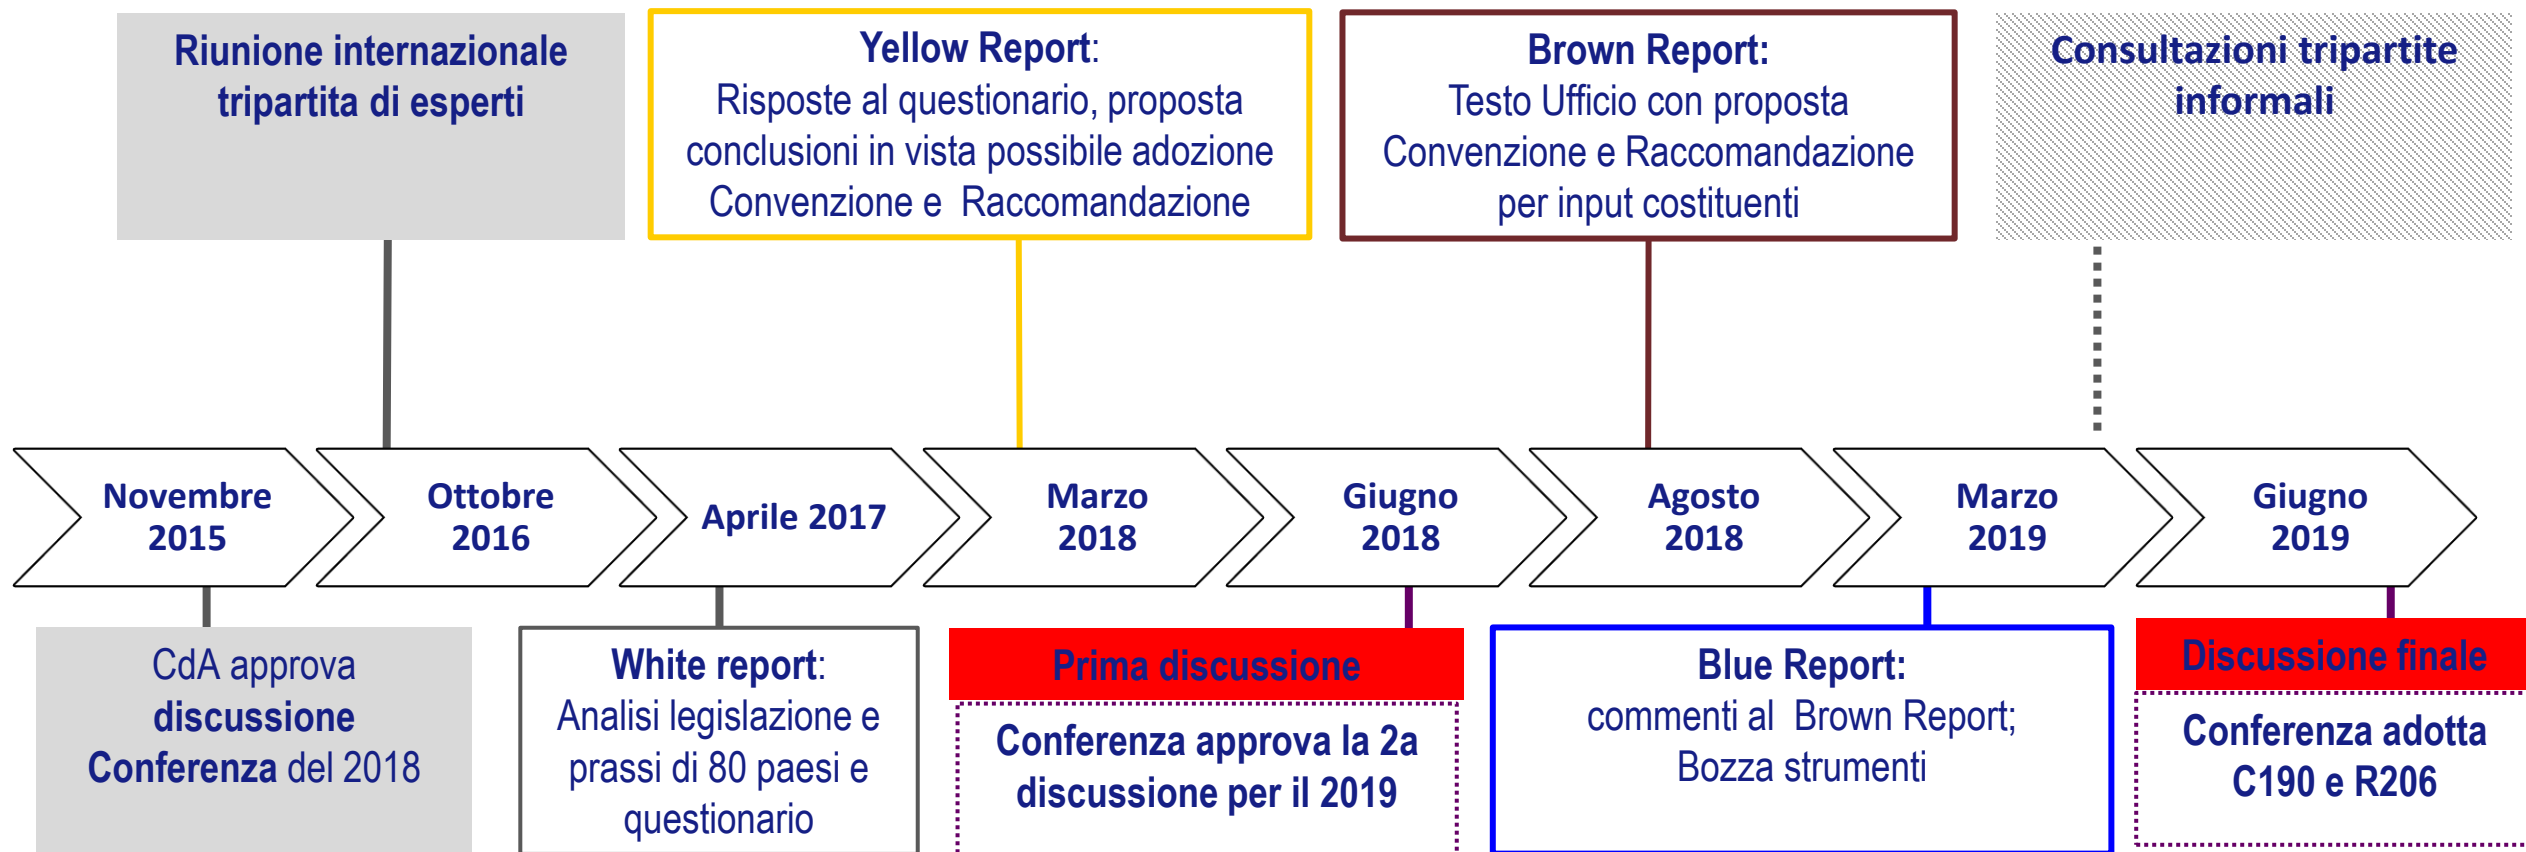 Riunione internazionale
tripartita di esperti
Yellow Report:
Risposte al questionario, proposta
conclusioni in vista possibile adozione
Convenzione e Raccomandazione
Brown Report:
Testo Ufficio con proposta
Convenzione e Raccomandazione
per input costituenti
Consultazioni tripartite
informali
Novembre
2015
Ottobre
2016
Aprile 2017
Marzo
2018
Giugno
2018
Agosto
2018
Marzo
2019
Giugno
2019
CdA approva
discussione
Conferenza del 2018
White report:
Analisi legislazione e
prassi di 80 paesi e
questionario
Prima discussione
Conferenza approva la 2a
discussione per il 2019
Blue Report:
commenti al Brown Report;
Bozza strumenti
Discussione finale
Conferenza adotta
C190 e R206